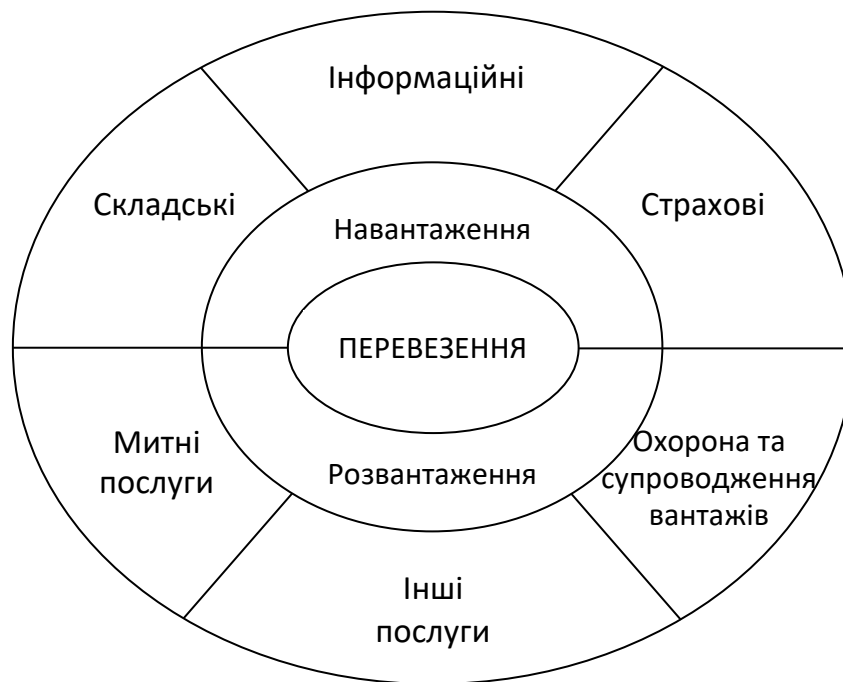 Інформаційні
Складські
Страхові
Навантаження
ПЕРЕВЕЗЕННЯ
Митні
послуги
Розвантаження
Охорона та
супроводження
вантажів
Інші
послуги